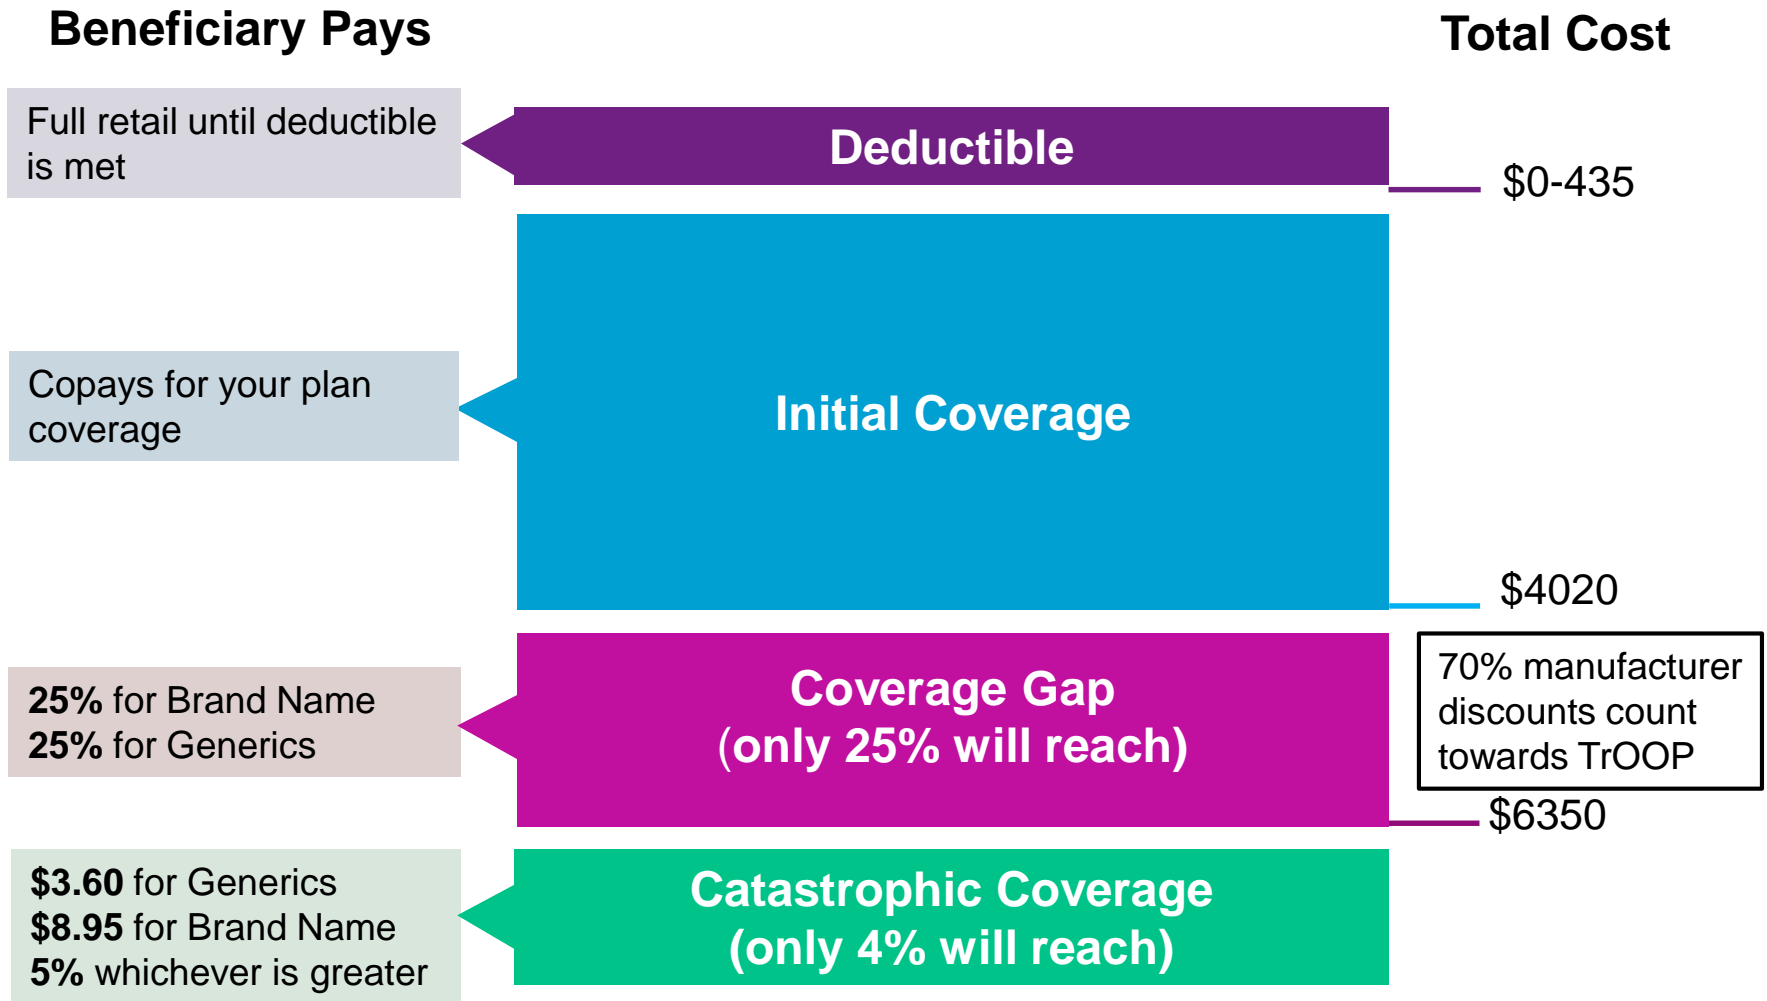 Beneficiary Pays
Total Cost
Full retail until deductible
is met
Deductible
$0-435
Copays for your plan
coverage
Initial Coverage
$4020
25% for Brand Name
25% for Generics
Coverage Gap
(only 25% will reach)
70% manufacturer
discounts count
towards TrOOP
$6350
$3.60 for Generics
$8.95 for Brand Name
5% whichever is greater
Catastrophic Coverage
(only 4% will reach)